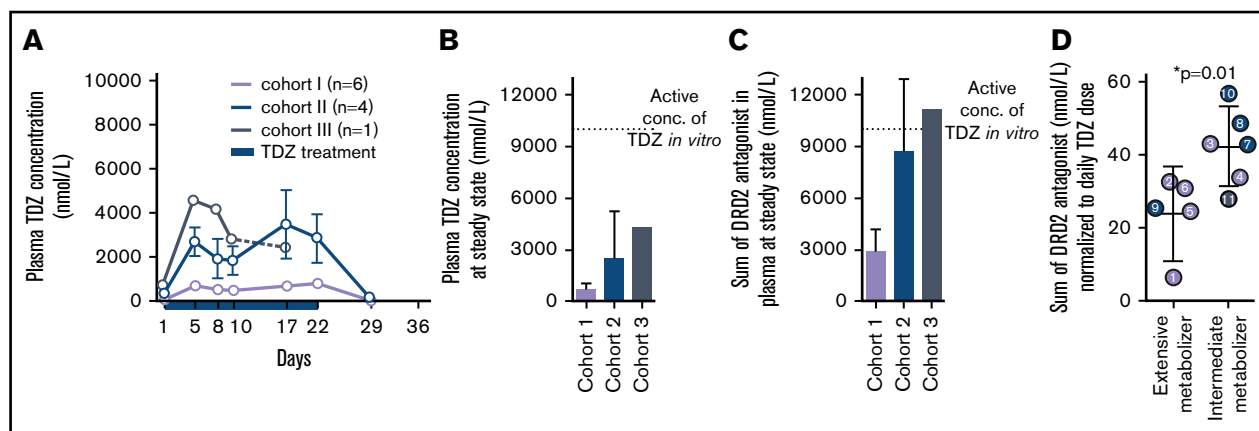 A
Plasma TDZ concentration
(nmol/L)
10000
8000
6000
4000
2000
0
cohort I (n=6)
cohort II (n=4)
cohort III (n=1)
TDZ treatment
1 5 8 10 17 22 29 36
Days
B
Plasma TDZ concentration
at steady state (nmol/L)
12000
9000
6000
3000
0
Active
conc. of
TDZ in vitro
Cohort 1
Cohort 2
Cohort 3
C
Sum of DRD2 antagonist in
plasma at steady state (nmol/L)
12000
9000
6000
3000
0
Active
conc. of
TDZ in vitro
Cohort 1
Cohort 2
Cohort 3
D
Sum of DRD2 antagonist (nmol/L)
normalized to daily TDZ dose
60
40
20
0
*p=0.01
10
8
3
7
2
6
4
9
5
11
1
Extensive
metabolizer
Intermediate
metabolizer